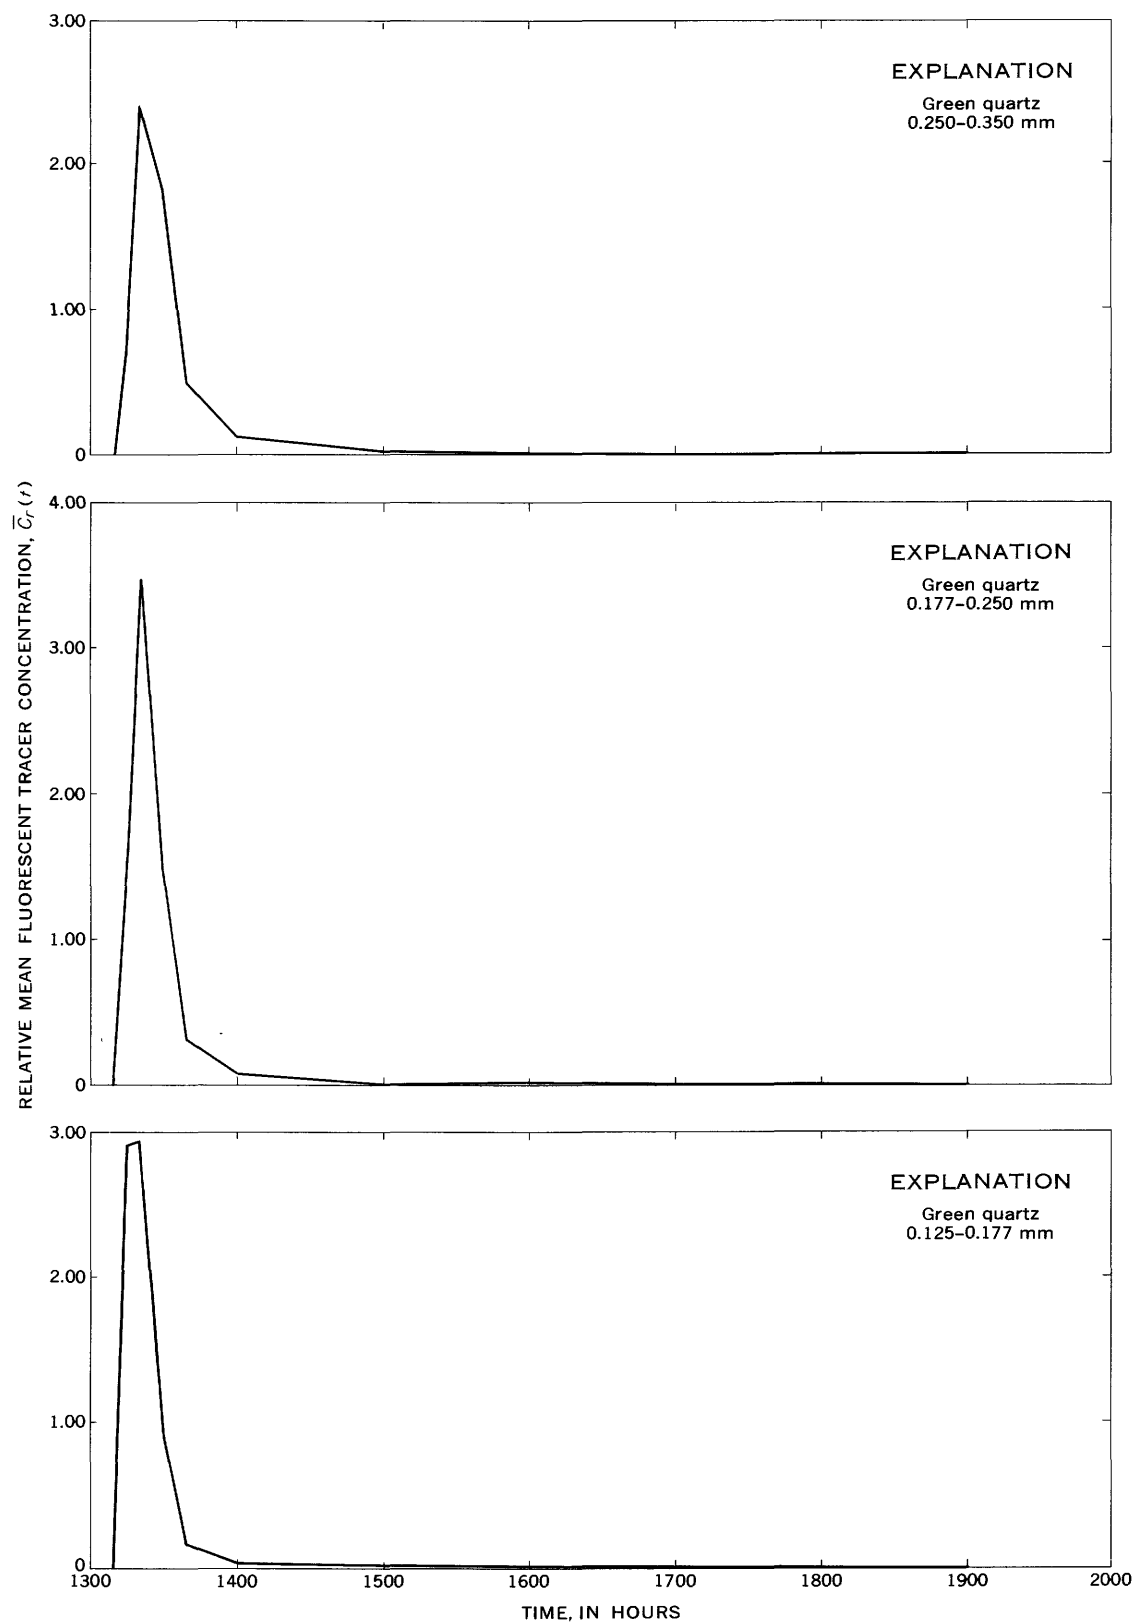 3.00
EXPLANATION
Green quartz
0.250–0.350 mm
2.00
1.00
0
RELATIVE MEAN FLUORESCENT TRACER CONCENTRATION, C̅r (t)
4.00
EXPLANATION
Green quartz
0.177–0.250 mm
3.00
2.00
1.00
0
3.00
EXPLANATION
Green quartz
0.125–0.177 mm
2.00
1.00
0
1300 1400 1500 1600 1700 1800 1900 2000
TIME, IN HOURS